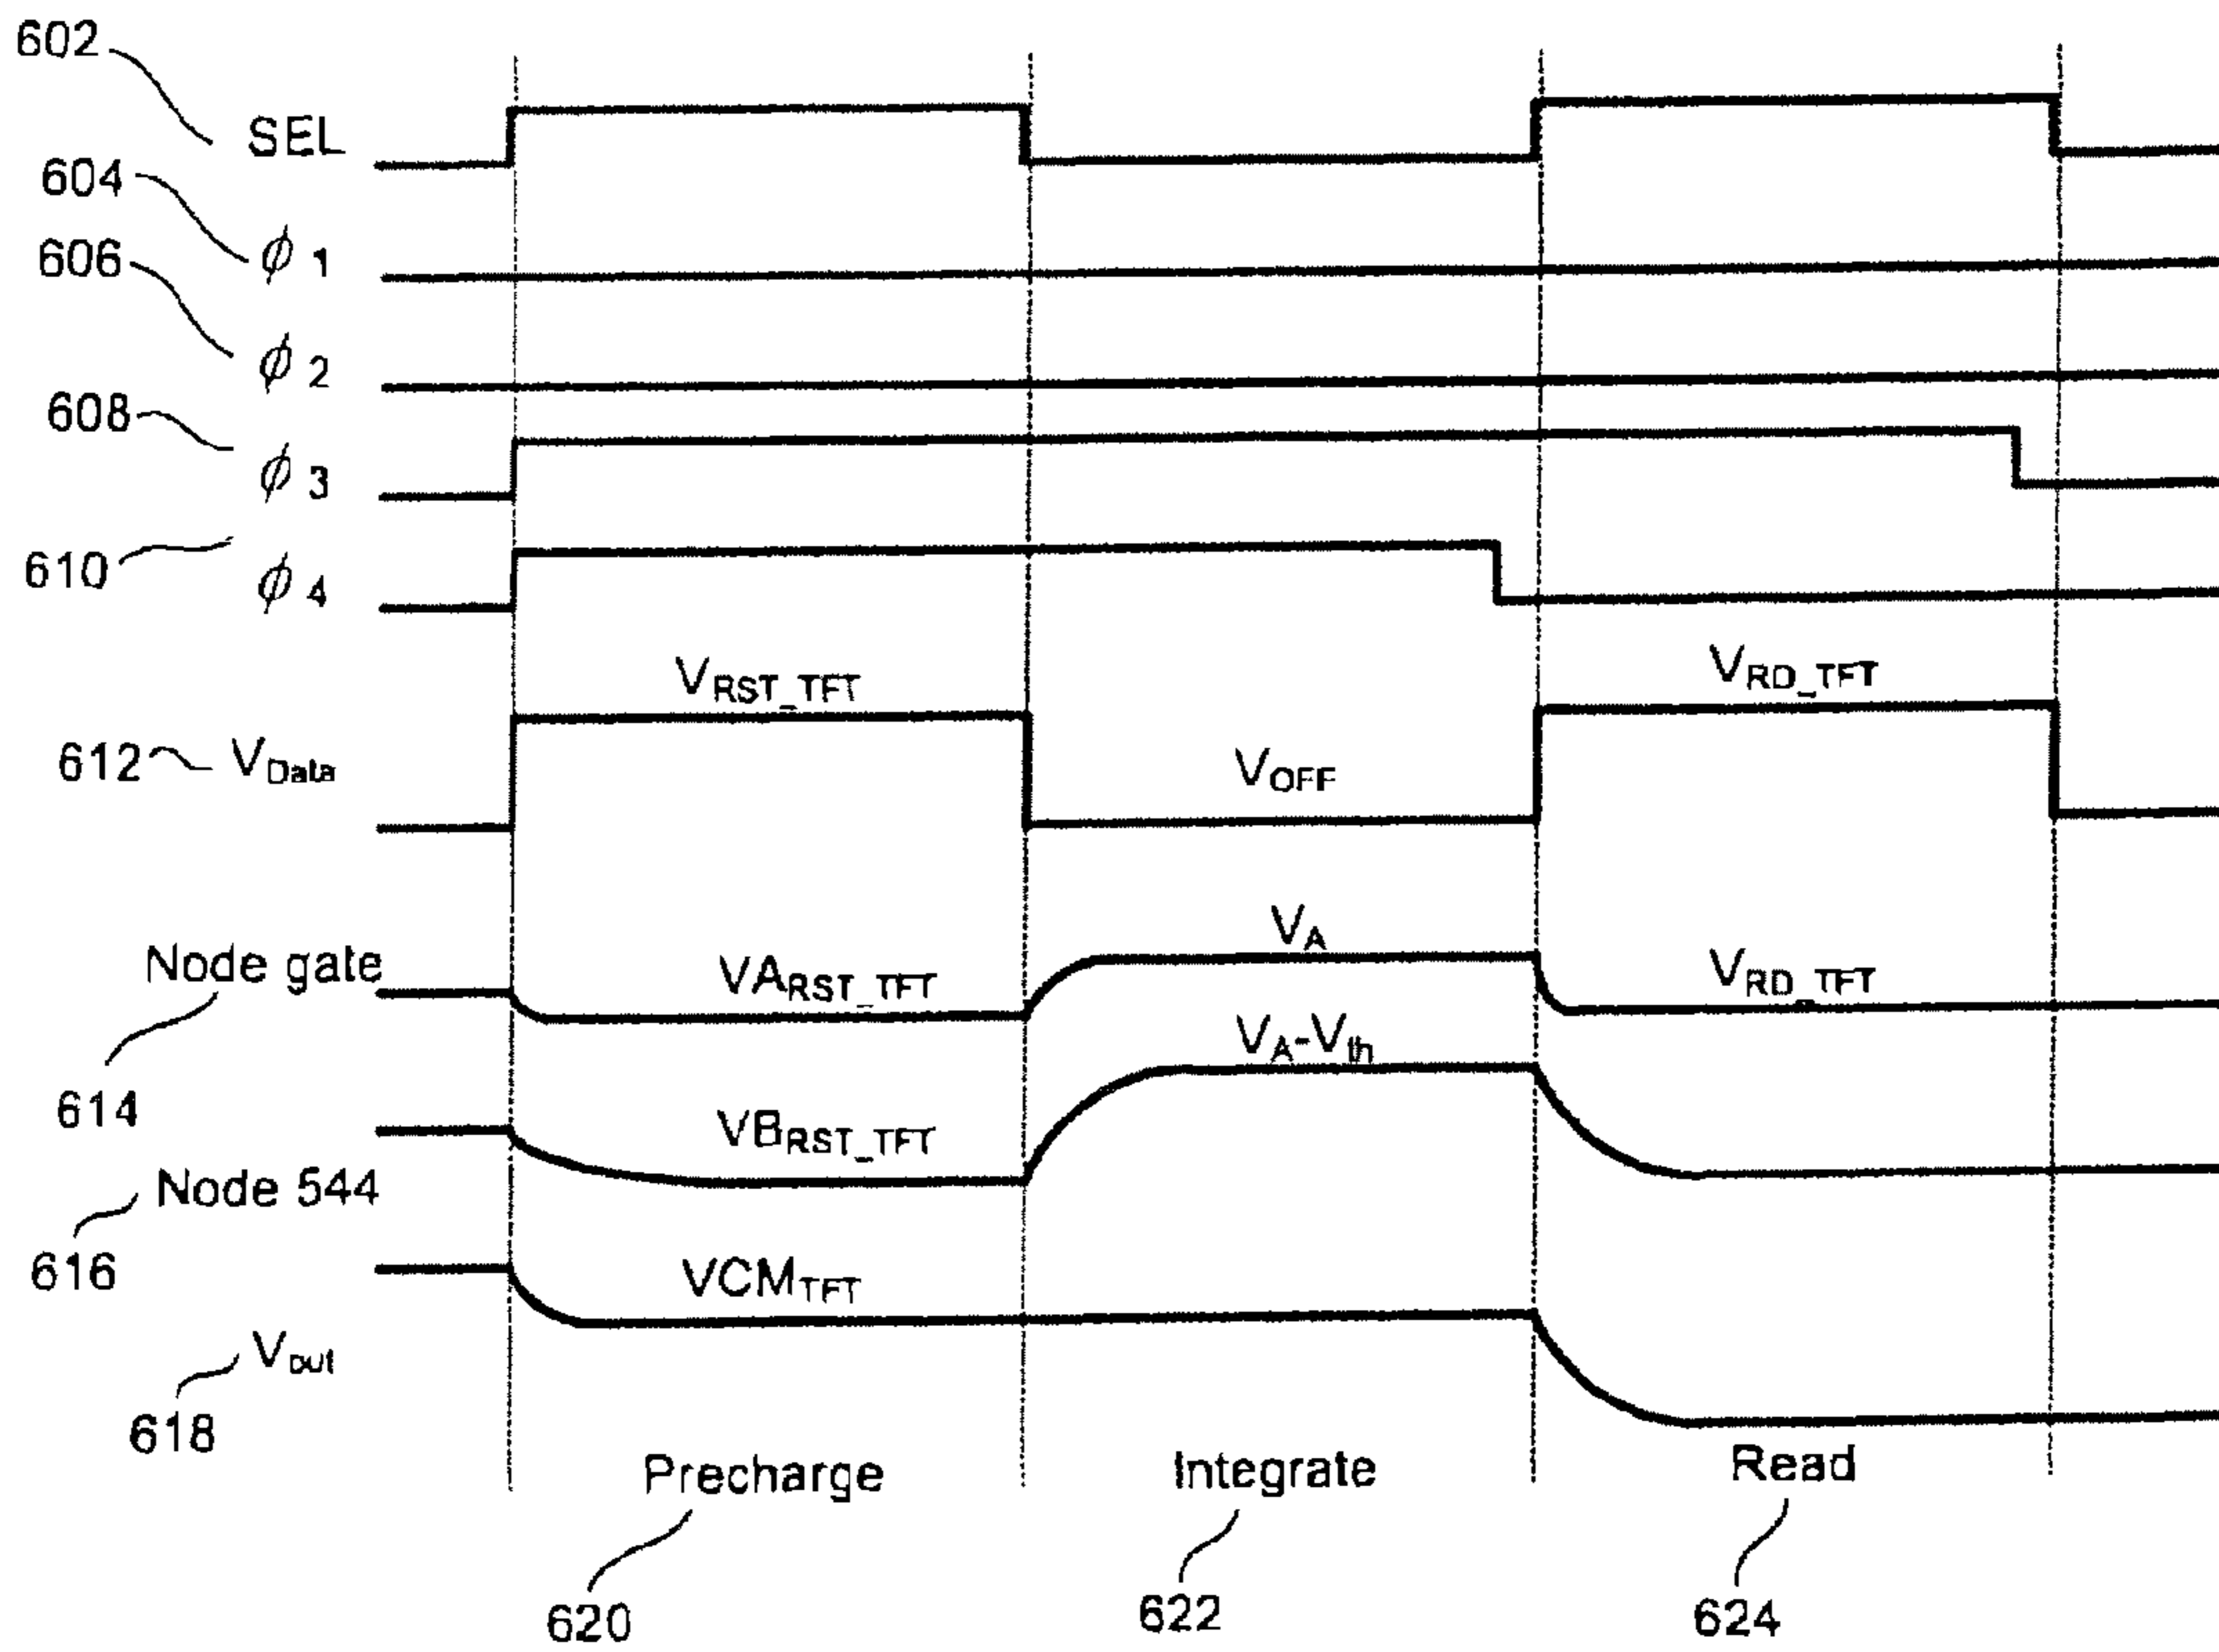 602
SEL
604
ϕ 1
606
ϕ 2
608
ϕ 3
610
ϕ 4
VRST_TFT
VRD_TFT
612
VData
VOFF
Node gate
VARST_TFT
VA
VRD_TFT
614
VA-Vth
VBRST_TFT
Node 544
616
VCMTFT
Vout
618
Precharge
Integrate
Read
620
622
624